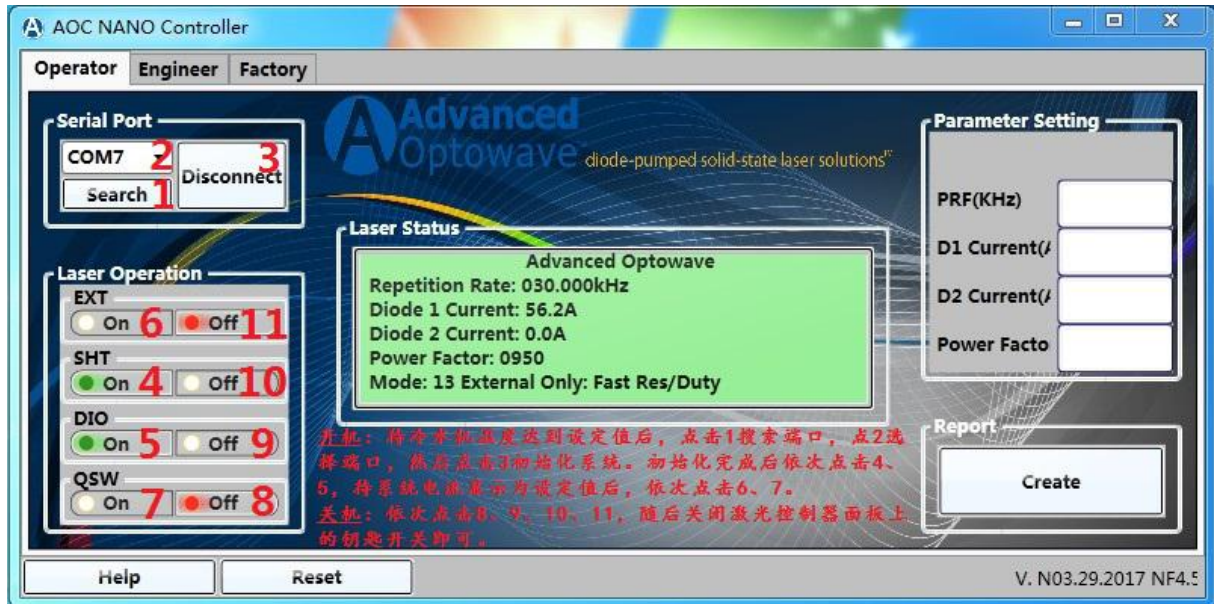 AOC NANO Controller
Operator Engineer Factory
Serial Port
COM7 2
Search 1
Disconnect 3
Advanced
Optowave diode-pumped solid-state laser solutions™
Laser Operation
EXT
On 6 Off 11
SHT
On 4 Off 10
DIO
On 5 Off 9
QSW
On 7 Off 8
Laser Status
Advanced Optowave
Repetition Rate: 030.000kHz
Diode 1 Current: 56.2A
Diode 2 Current: 0.0A
Power Factor: 0950
Mode: 13 External Only: Fast Res/Duty
开机：待冷水机温度达到设定值后，点击1搜索端口，点2选
择端口，然后点击3初始化系统。初始化完成后依次点击4、
5，待系统电流显示为设定值后，依次点击6、7。
关机：依次点击8、9、10、11，随后关闭激光控制器面板上
的钥匙开关即可。
Parameter Setting
PRF(KHz)
D1 Current(A
D2 Current(A
Power Facto
Report
Create
Help Reset V. N03.29.2017 NF4.5